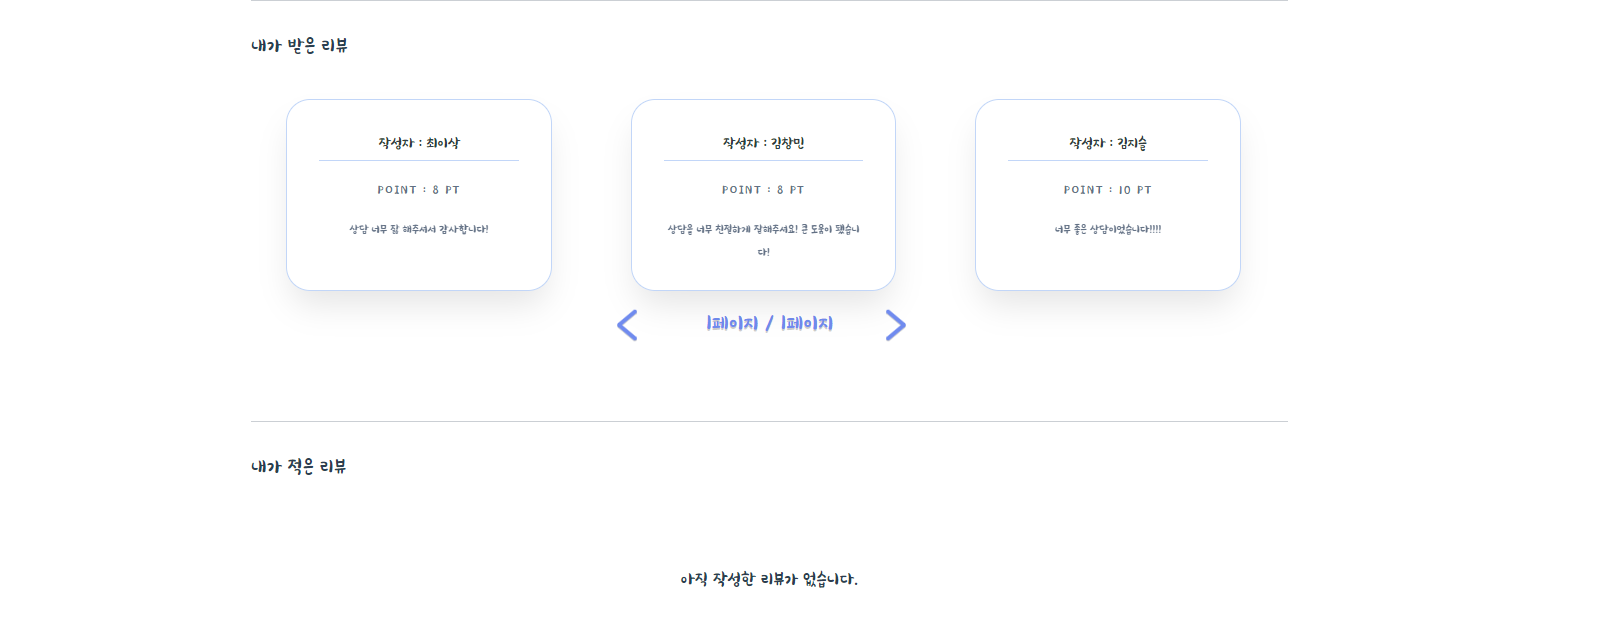 내가 받은 리뷰
작성자 : 최이삭
POINT : 8 PT
상담 너무 잘 해주셔서 감사합니다!
작성자 : 김창민
POINT : 8 PT
상담을 너무 친절하게 잘해주세요! 큰 도움이 됐습니
다!
작성자 : 김지슬
POINT : 10 PT
너무 좋은 상담이었습니다!!!!
1페이지 / 1페이지
내가 적은 리뷰
아직 작성한 리뷰가 없습니다.